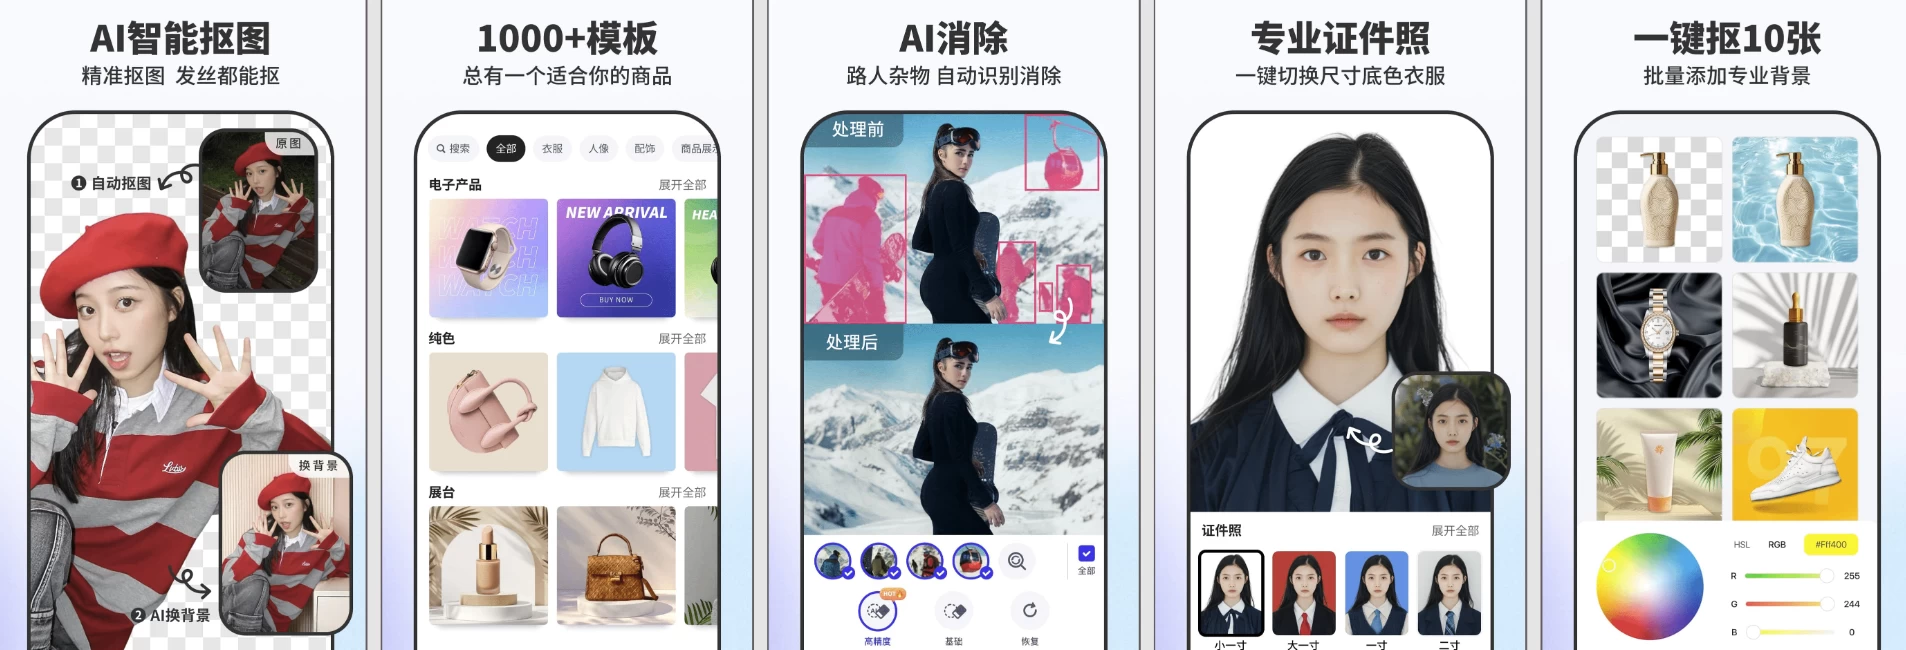 AI智能抠图
精准抠图 发丝都能抠
原图
1 自动抠图
Lotus
换背景
2 AI换背景
1000+模板
总有一个适合你的商品
搜索 全部 衣服 人像 配饰 商品展示
电子产品 展开全部
WATCH
WATCH
WATCH
NEW ARRIVAL
BUY NOW
HEA
纯色 展开全部
展台 展开全部
AI消除
路人杂物 自动识别消除
处理前
处理后
全部
HOT
高精度 基础 恢复
专业证件照
一键切换尺寸底色衣服
证件照 展开全部
小一寸 大一寸 一寸 二寸
一键抠10张
批量添加专业背景
97
HSL RGB #Fff400
R 255
G 244
B 0